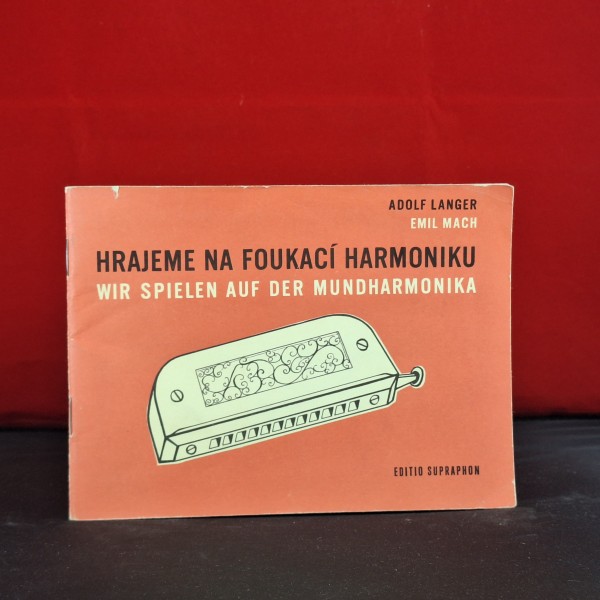 ADOLF LANGER
EMIL MACH
HRAJEME NA FOUKACÍ HARMONIKU
WIR SPIELEN AUF DER MUNDHARMONIKA
EDITIO SUPRAPHON